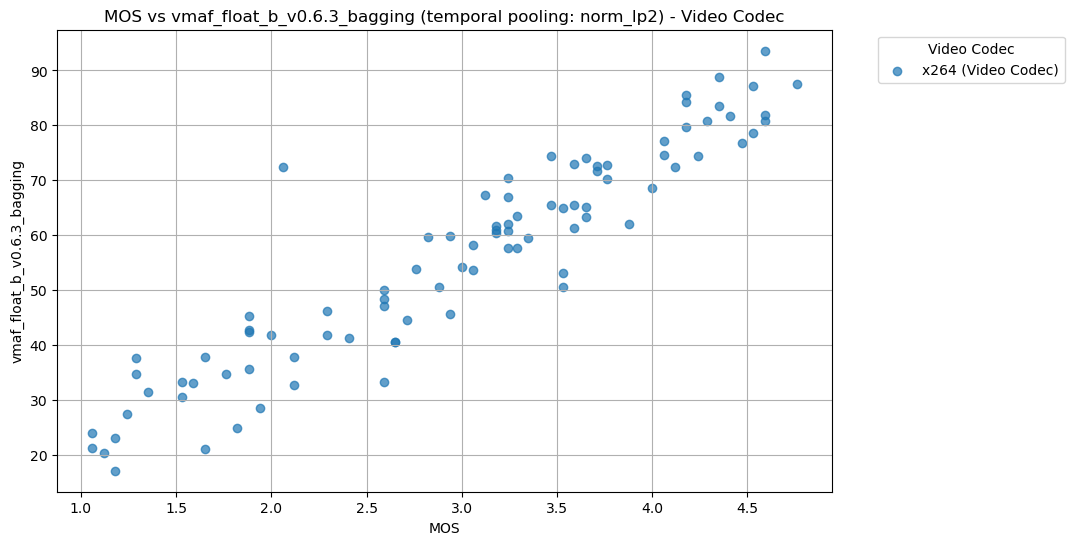 MOS vs vmaf_float_b_v0.6.3_bagging (temporal pooling: norm_lp2) - Video Codec
Video Codec
x264 (Video Codec)
vmaf_float_b_v0.6.3_bagging
90
80
70
60
50
40
30
20
1.0 1.5 2.0 2.5 3.0 3.5 4.0 4.5
MOS